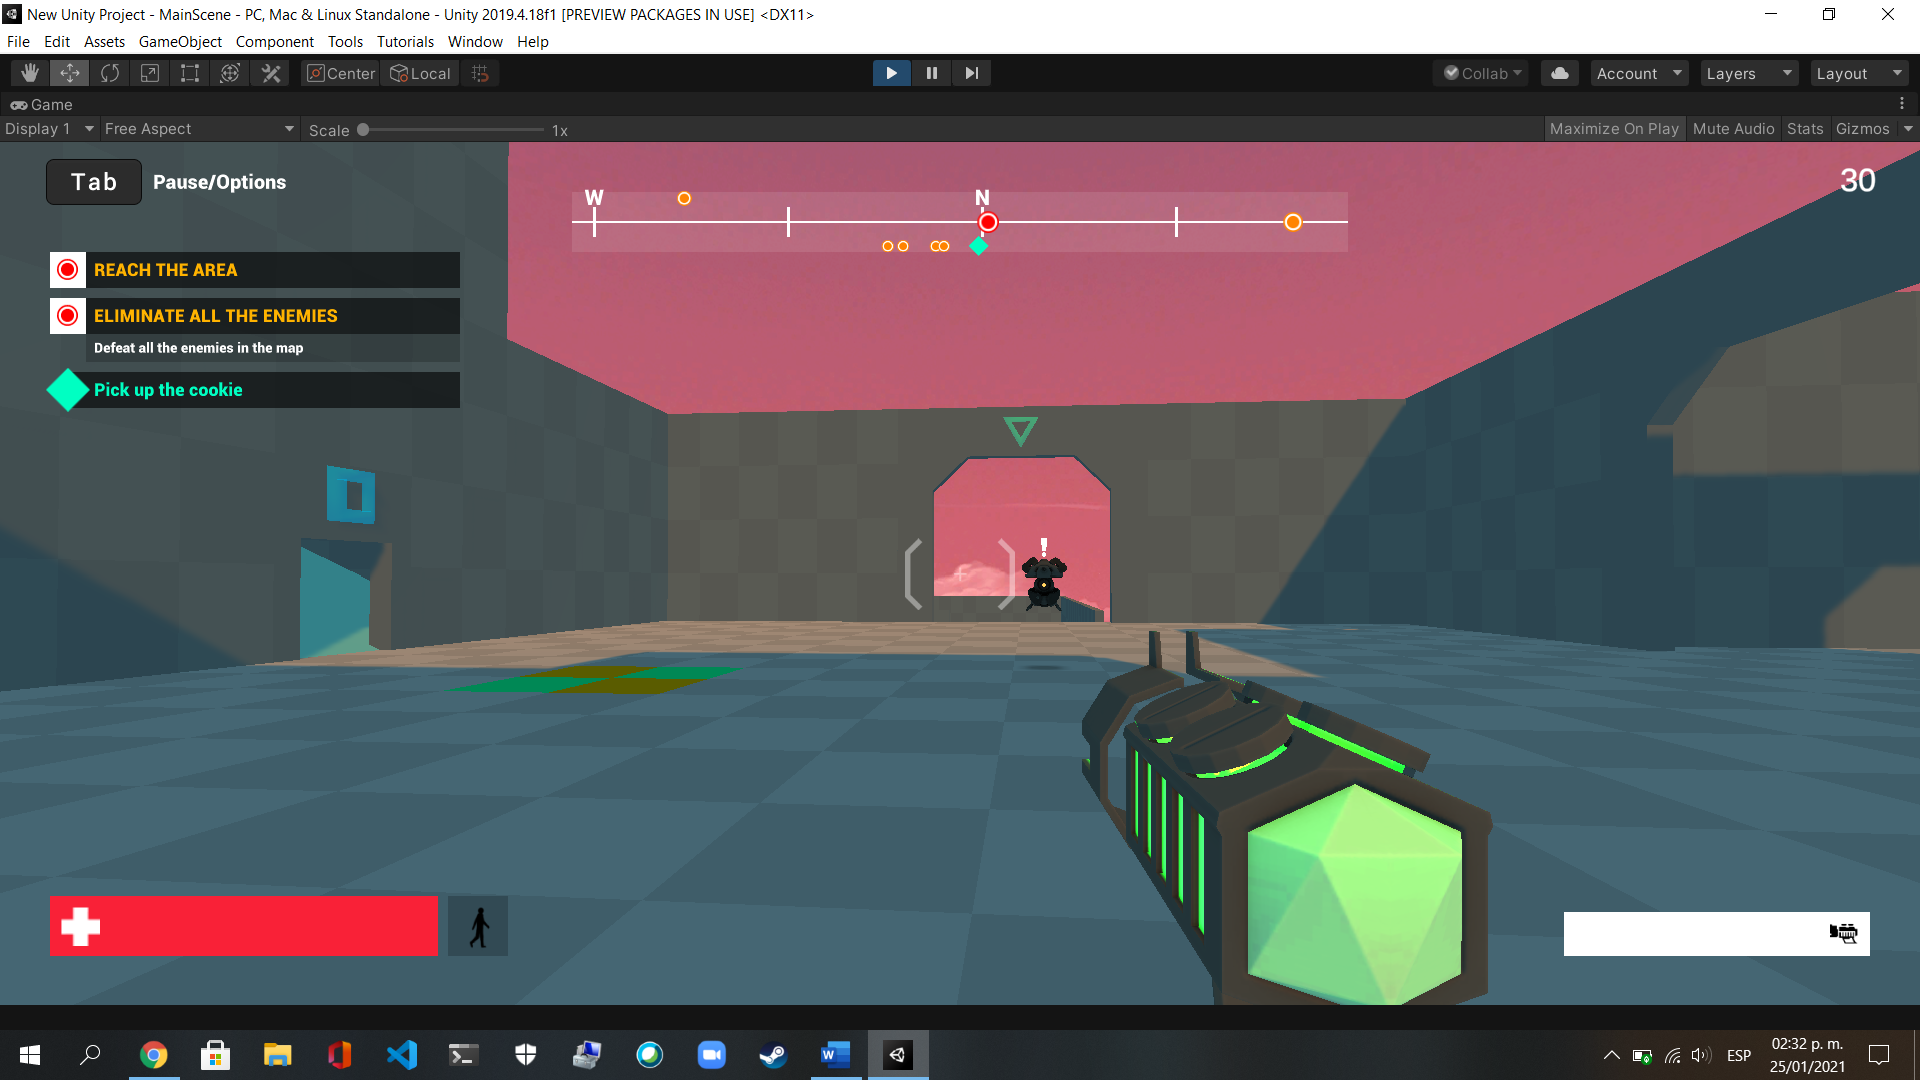 New Unity Project - MainScene - PC, Mac & Linux Standalone - Unity 2019.4.18f1 [PREVIEW PACKAGES IN USE] <DX11>
File Edit Assets GameObject Component Tools Tutorials Window Help
Center Local Collab Account Layers Layout
Game
Display 1 Free Aspect Scale 1x Maximize On Play Mute Audio Stats Gizmos
Tab Pause/Options
W N
30
REACH THE AREA
ELIMINATE ALL THE ENEMIES
Defeat all the enemies in the map
Pick up the cookie
!
ESP
02:32 p. m.
25/01/2021